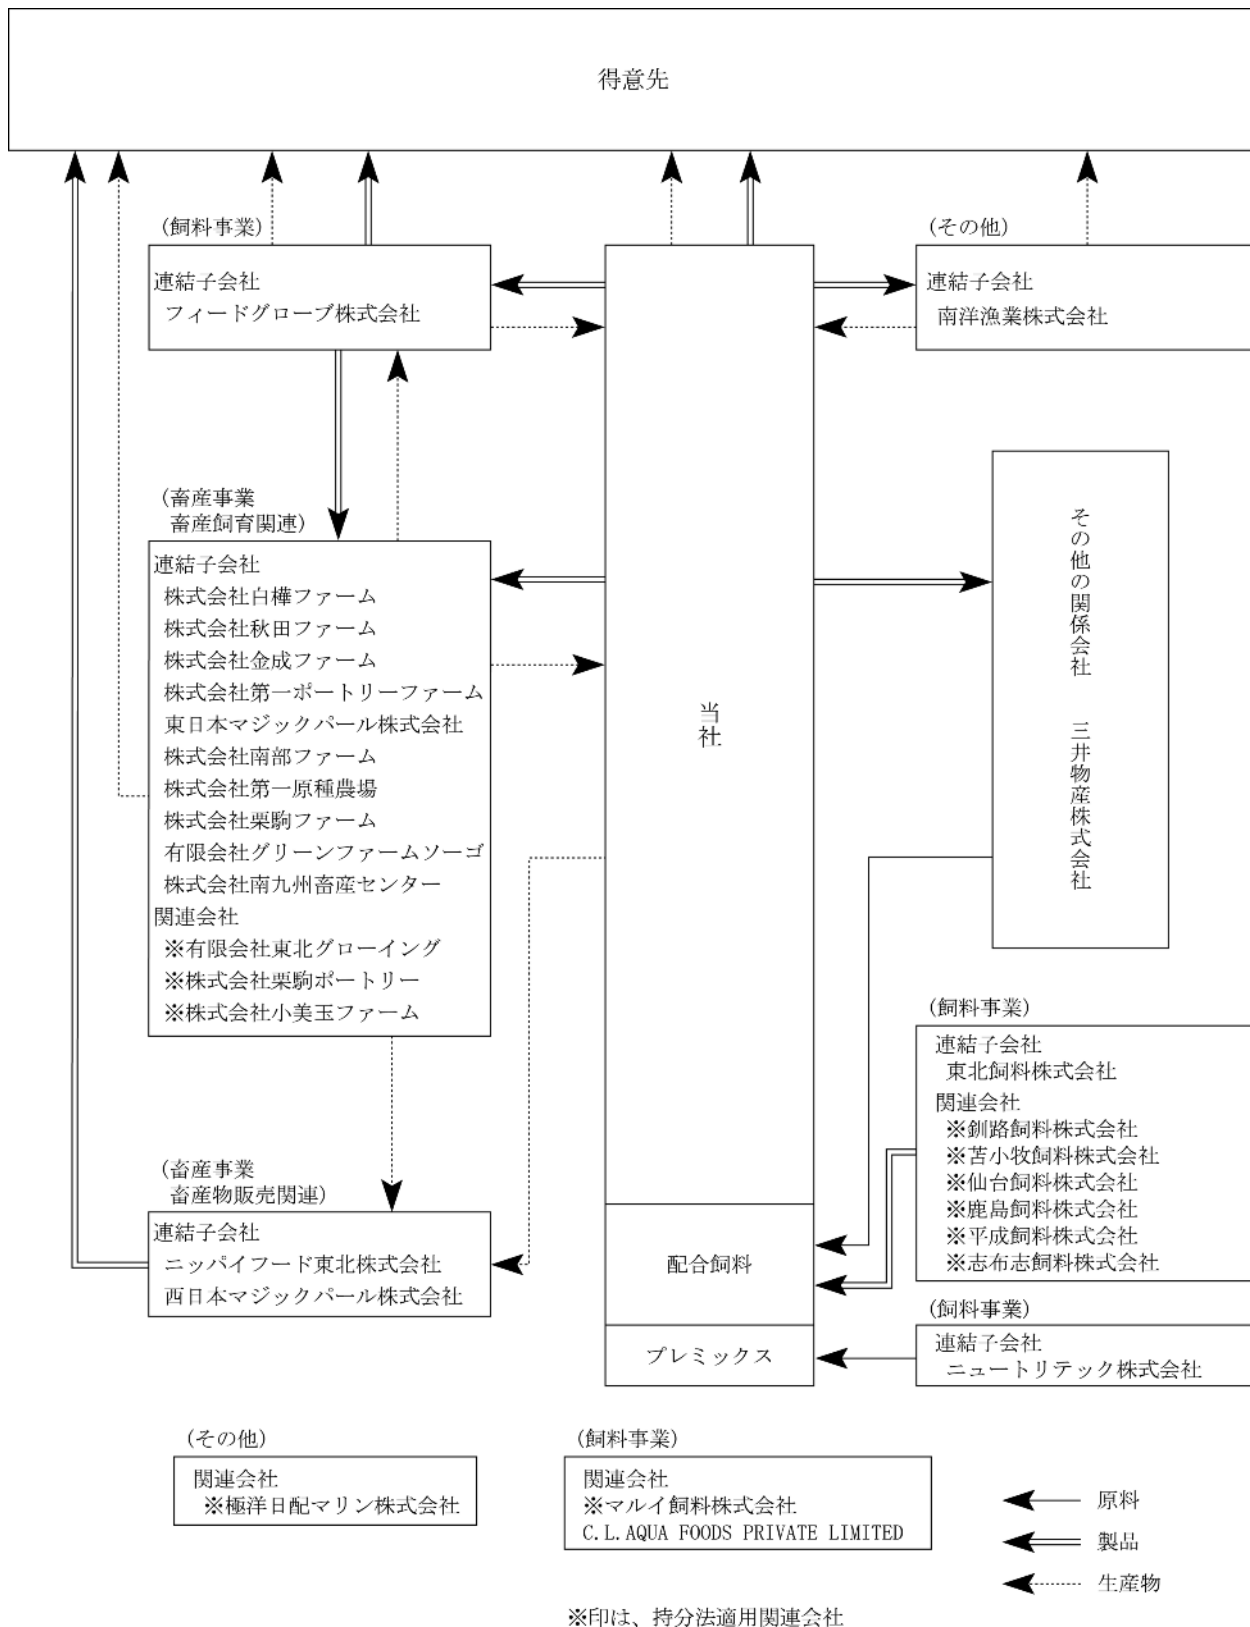 得意先
(飼料事業)
連結子会社
フィードグローブ株式会社
(その他)
連結子会社
南洋漁業株式会社
(畜産事業
畜産飼育関連)
連結子会社
株式会社白樺ファーム
株式会社秋田ファーム
株式会社金成ファーム
株式会社第一ポートリーファーム
東日本マジックパール株式会社
株式会社南部ファーム
株式会社第一原種農場
株式会社栗駒ファーム
有限会社グリーンファームソーゴ
株式会社南九州畜産センター
関連会社
※有限会社東北グローイング
※株式会社栗駒ポートリー
※株式会社小美玉ファーム
当社
その他の関係会社 三井物産株式会社
(畜産事業
畜産物販売関連)
連結子会社
ニッパイフード東北株式会社
西日本マジックパール株式会社
配合飼料
プレミックス
(飼料事業)
連結子会社
東北飼料株式会社
関連会社
※釧路飼料株式会社
※苫小牧飼料株式会社
※仙台飼料株式会社
※鹿島飼料株式会社
※平成飼料株式会社
※志布志飼料株式会社
(飼料事業)
連結子会社
ニュートリテック株式会社
(その他)
関連会社
※極洋日配マリン株式会社
(飼料事業)
関連会社
※マルイ飼料株式会社
C.L.AQUA FOODS PRIVATE LIMITED
原料
製品
生産物
※印は、持分法適用関連会社